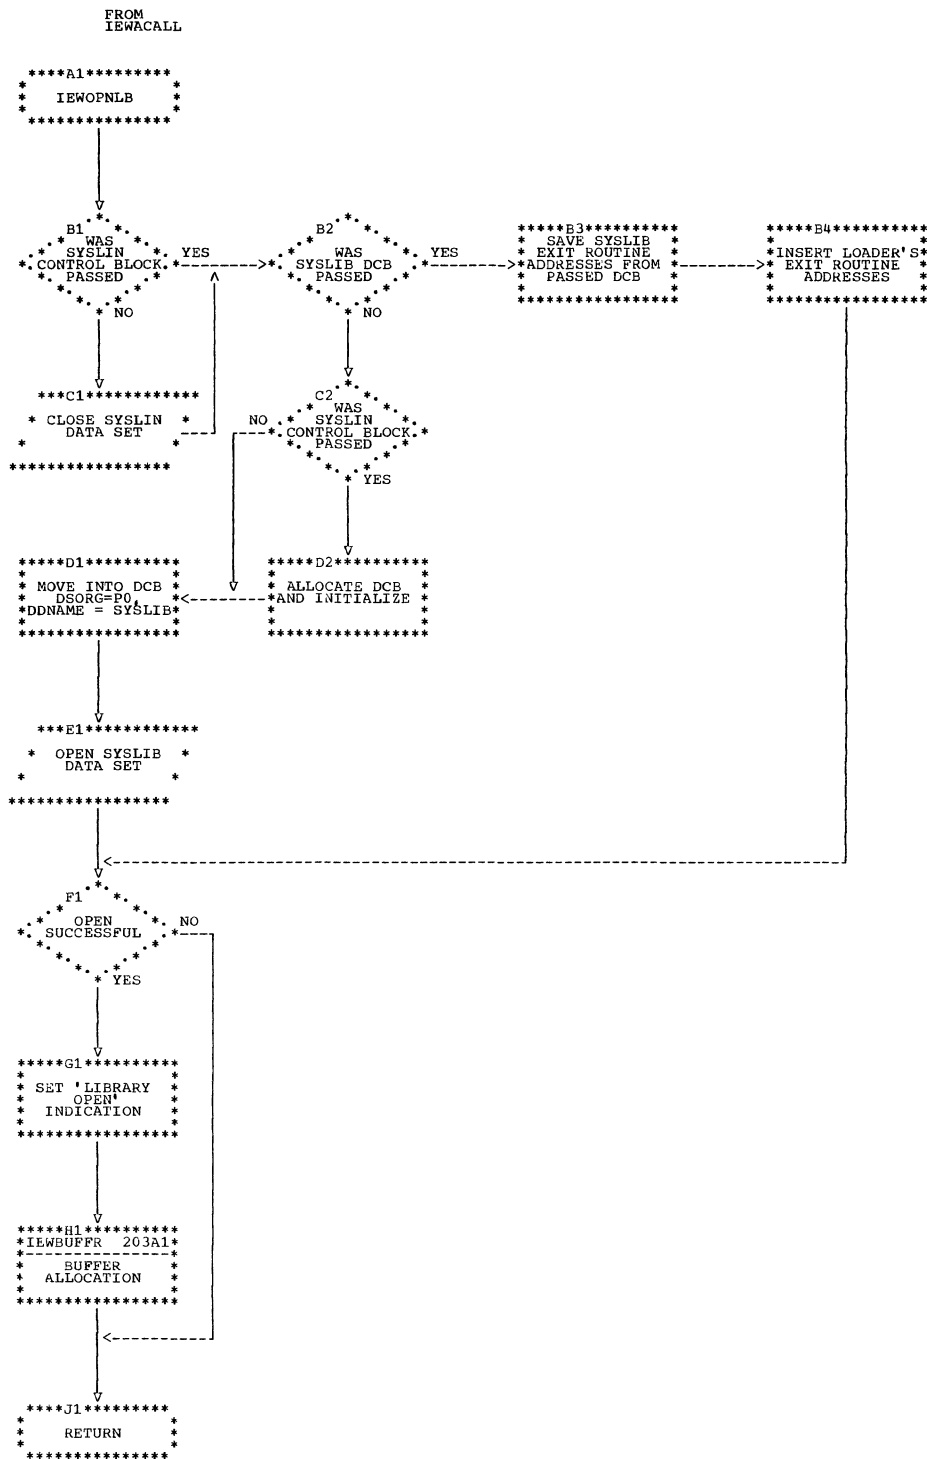 FROM
IEWACALL
A1
IEWOPNLB
B1
WAS
SYSLIN
CONTROL BLOCK
PASSED
YES
NO
B2
WAS
SYSLIB DCB
PASSED
YES
NO
B3
SAVE SYSLIB
EXIT ROUTINE
ADDRESSES FROM
PASSED DCB
B4
INSERT LOADER'S
EXIT ROUTINE
ADDRESSES
C1
CLOSE SYSLIN
DATA SET
C2
WAS
SYSLIN
CONTROL BLOCK
PASSED
NO
YES
D1
MOVE INTO DCB
DSORG=PO,
DDNAME = SYSLIB
D2
ALLOCATE DCB
AND INITIALIZE
E1
OPEN SYSLIB
DATA SET
F1
OPEN
SUCCESSFUL
NO
YES
G1
SET 'LIBRARY
OPEN'
INDICATION
H1
IEWBUFFR 203A1
BUFFER
ALLOCATION
J1
RETURN